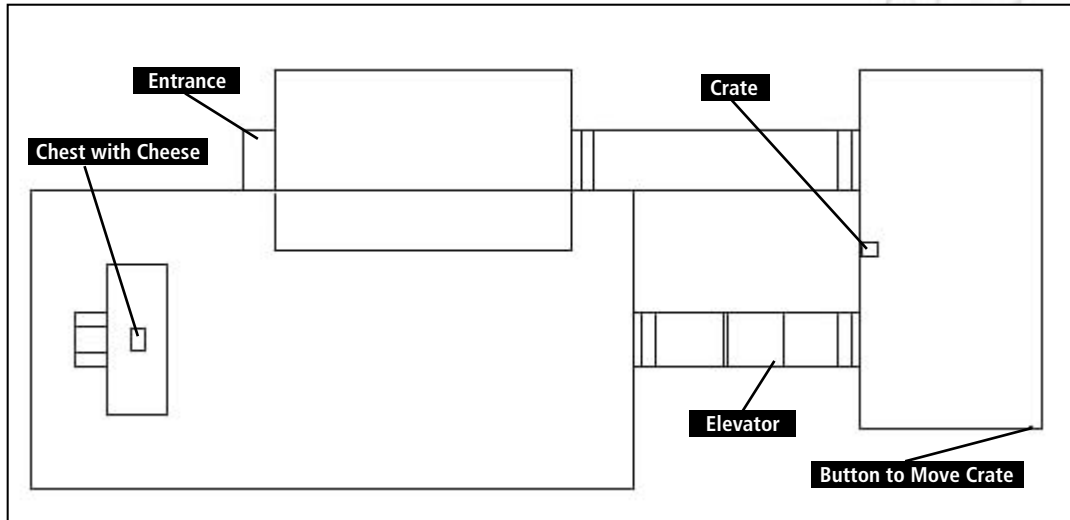 Entrance
Crate
Chest with Cheese
Elevator
Button to Move Crate